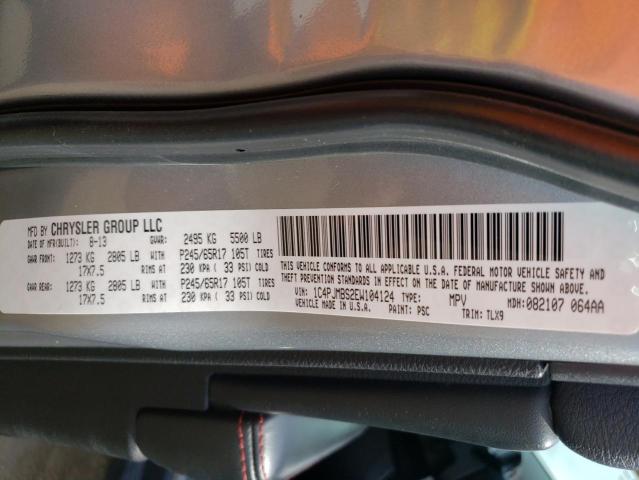 MFD BY CHRYSLER GROUP LLC
DATE OF MFR(BUILT): 8-13 GVWR: 2495 KG 5500 LB
GAWR FRONT: 1273 KG 2805 LB WITH P245/65R17 105T TIRES
17X7.5 RIMS AT 230 KPA ( 33 PSI) COLD
GAWR REAR: 1273 KG 2805 LB WITH P245/65R17 105T TIRES
17X7.5 RIMS AT 230 KPA ( 33 PSI) COLD
THIS VEHICLE CONFORMS TO ALL APPLICABLE U.S.A. FEDERAL MOTOR VEHICLE SAFETY AND
THEFT PREVENTION STANDARDS IN EFFECT ON THE DATE OF MANUFACTURE SHOWN ABOVE.
VIN: 1C4PJMBS2EW104124 TYPE: MPV MDH: 082107 064AA
VEHICLE MADE IN U.S.A. PAINT: PSC TRIM: TLX9